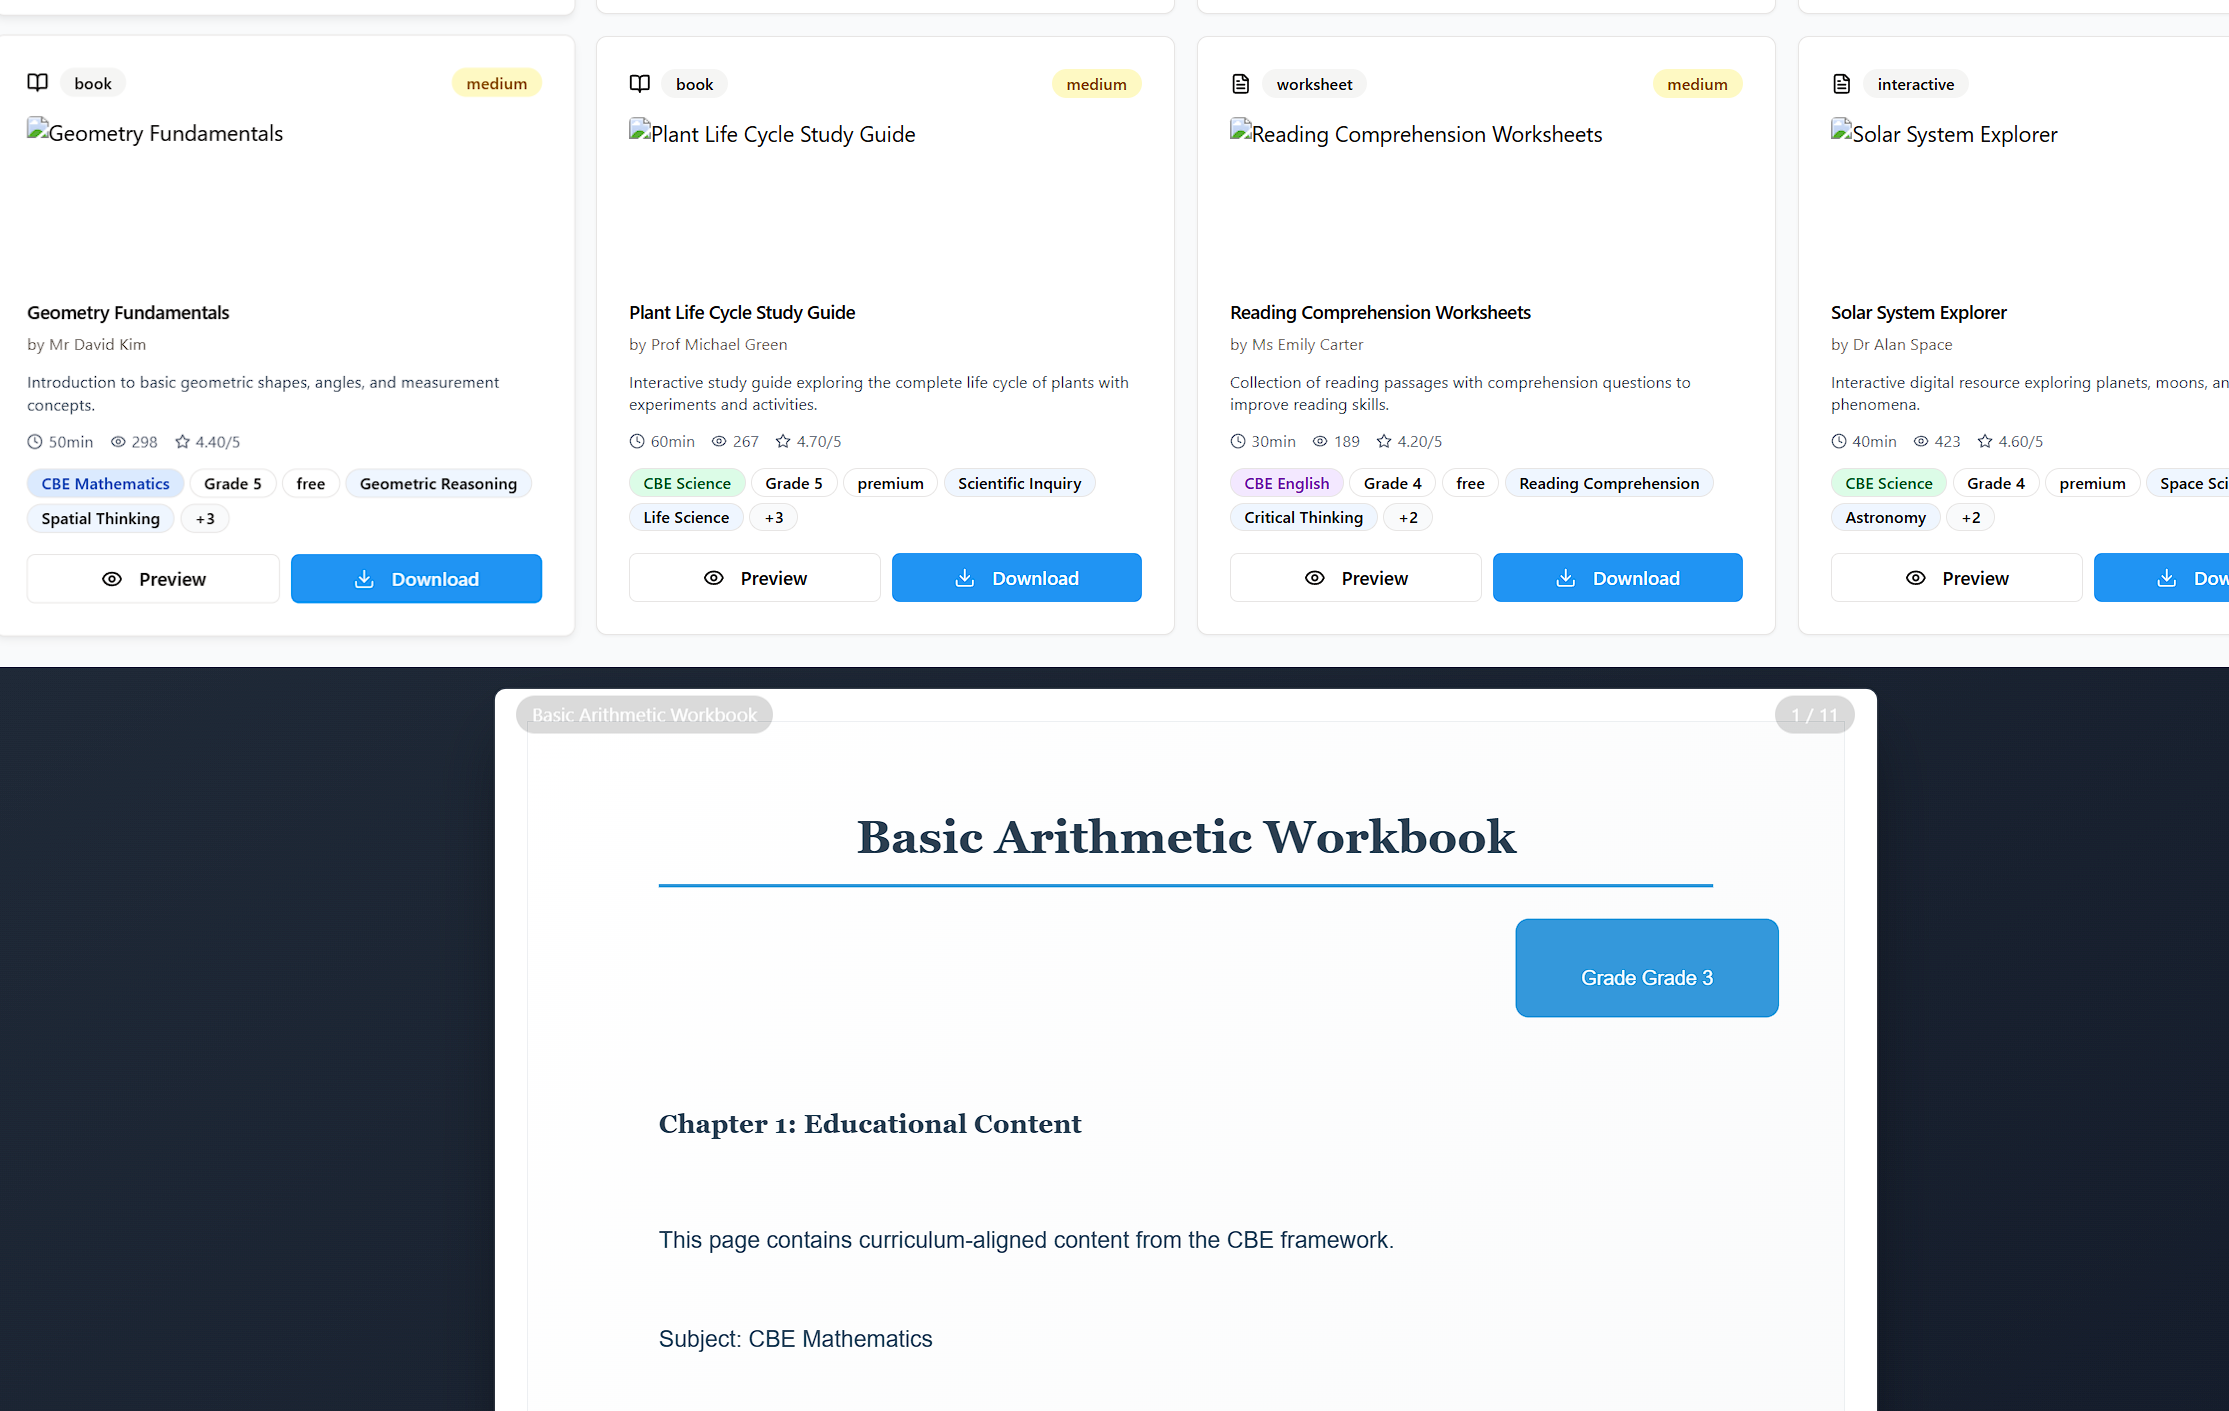 book
medium
Geometry Fundamentals
Geometry Fundamentals
by Mr David Kim
Introduction to basic geometric shapes, angles, and measurement
concepts.
50min 298 4.40/5
CBE Mathematics Grade 5 free Geometric Reasoning
Spatial Thinking +3
Preview Download
book
medium
Plant Life Cycle Study Guide
Plant Life Cycle Study Guide
by Prof Michael Green
Interactive study guide exploring the complete life cycle of plants with
experiments and activities.
60min 267 4.70/5
CBE Science Grade 5 premium Scientific Inquiry
Life Science +3
Preview Download
worksheet
medium
Reading Comprehension Worksheets
Reading Comprehension Worksheets
by Ms Emily Carter
Collection of reading passages with comprehension questions to
improve reading skills.
30min 189 4.20/5
CBE English Grade 4 free Reading Comprehension
Critical Thinking +2
Preview Download
interactive
Solar System Explorer
Solar System Explorer
by Dr Alan Space
Interactive digital resource exploring planets, moons,
phenomena.
40min 423 4.60/5
CBE Science Grade 4 premium Space
Astronomy +2
Preview
Basic Arithmetic Workbook
1 / 11
Basic Arithmetic Workbook
Grade Grade 3
Chapter 1: Educational Content
This page contains curriculum-aligned content from the CBE framework.
Subject: CBE Mathematics